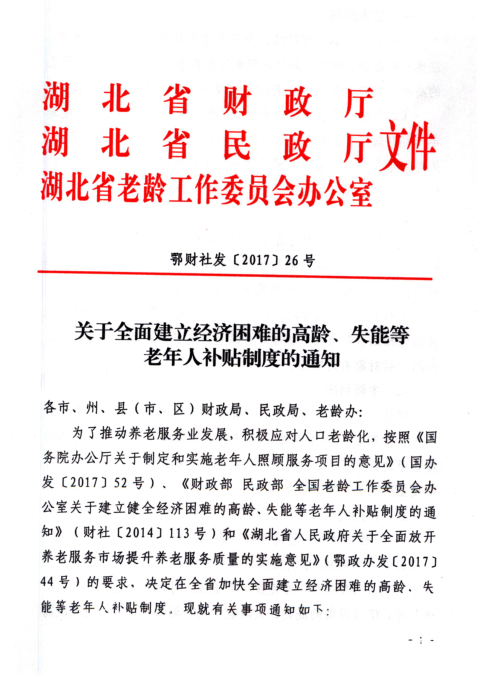 湖北省财政厅
湖北省民政厅
湖北省老龄工作委员会办公室
文件
鄂财社发〔2017〕26号
关于全面建立经济困难的高龄、失能等
老年人补贴制度的通知
各市、州、县（市、区）财政局、民政局、老龄办：
为了推动养老服务业发展，积极应对人口老龄化，按照《国
务院办公厅关于制定和实施老年人照顾服务项目的意见》（国办
发〔2017〕52号）、《财政部 民政部 全国老龄工作委员会办
公室关于建立健全经济困难的高龄、失能等老年人补贴制度的通
知》（财社〔2014〕113号）和《湖北省人民政府关于全面放开
养老服务市场提升养老服务质量的实施意见》（鄂政办发〔2017〕
44号）的要求，决定在全省加快全面建立经济困难的高龄、失
能等老年人补贴制度。现就有关事项通知如下：
- 1 -